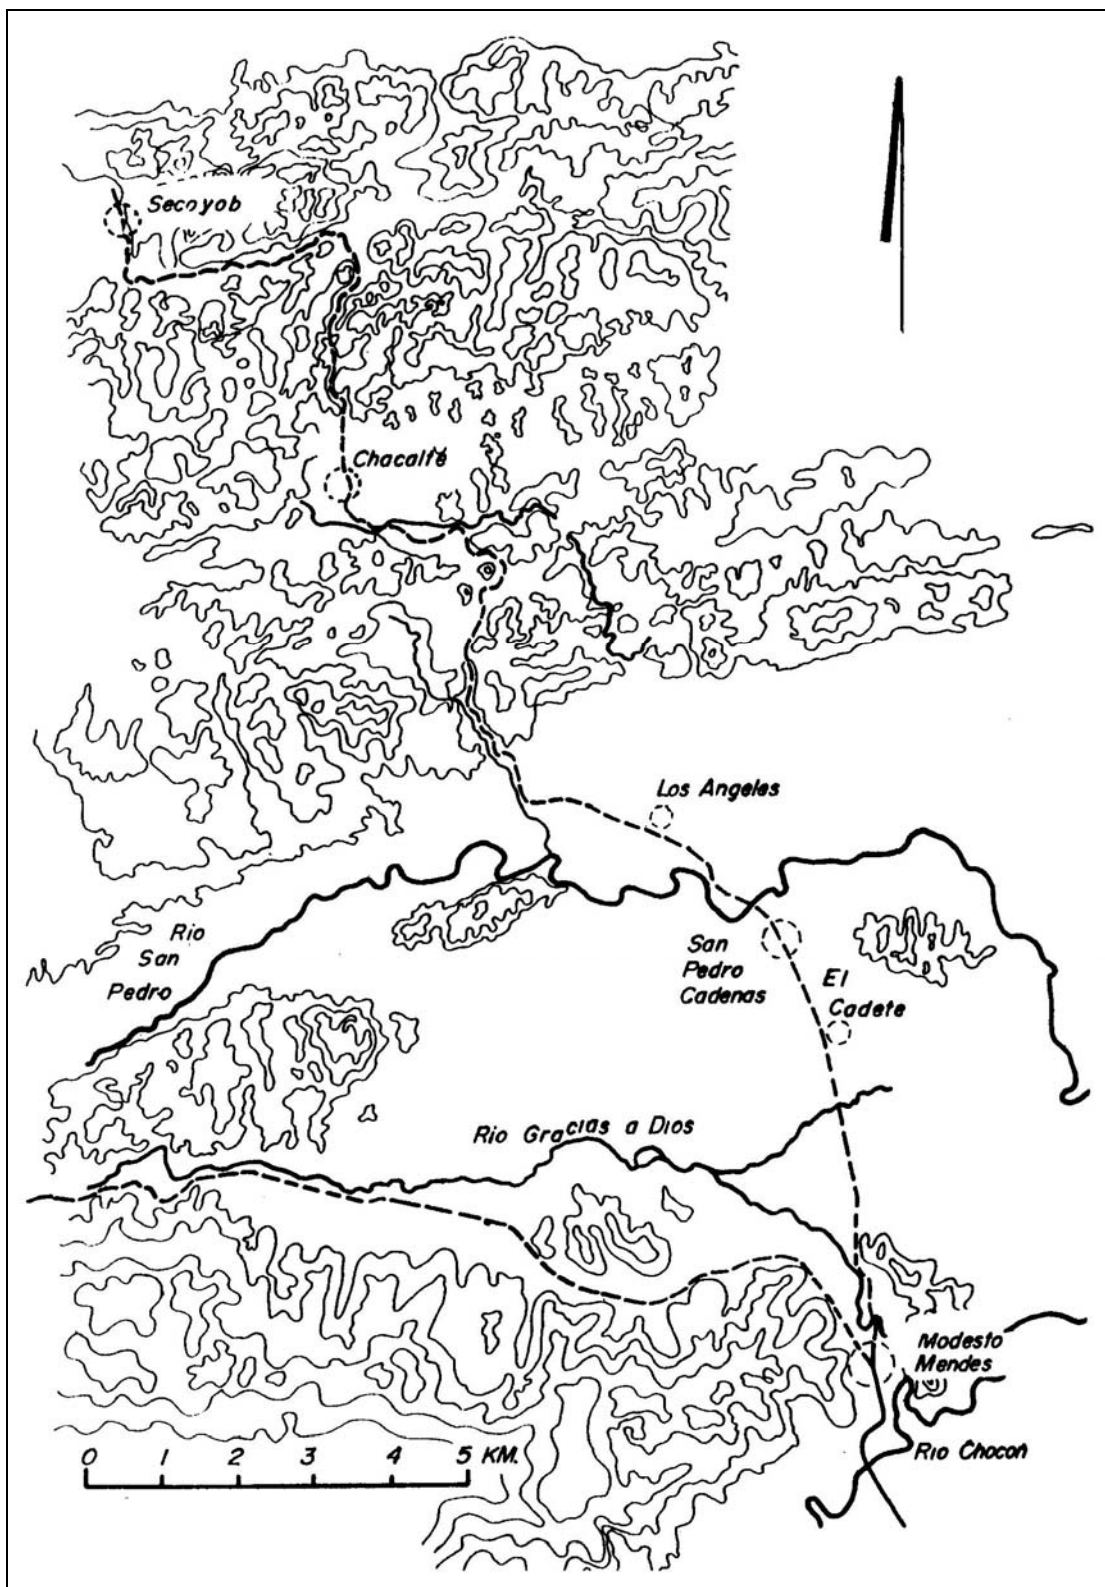 Secoyob
Chacalté
Los Angeles
Rio
San
Pedro
San
Pedro
Cadenas
El
Cadete
Rio Gracias a Dios
Modesto
Mendes
Rio Chocon
0 1 2 3 4 5 KM.